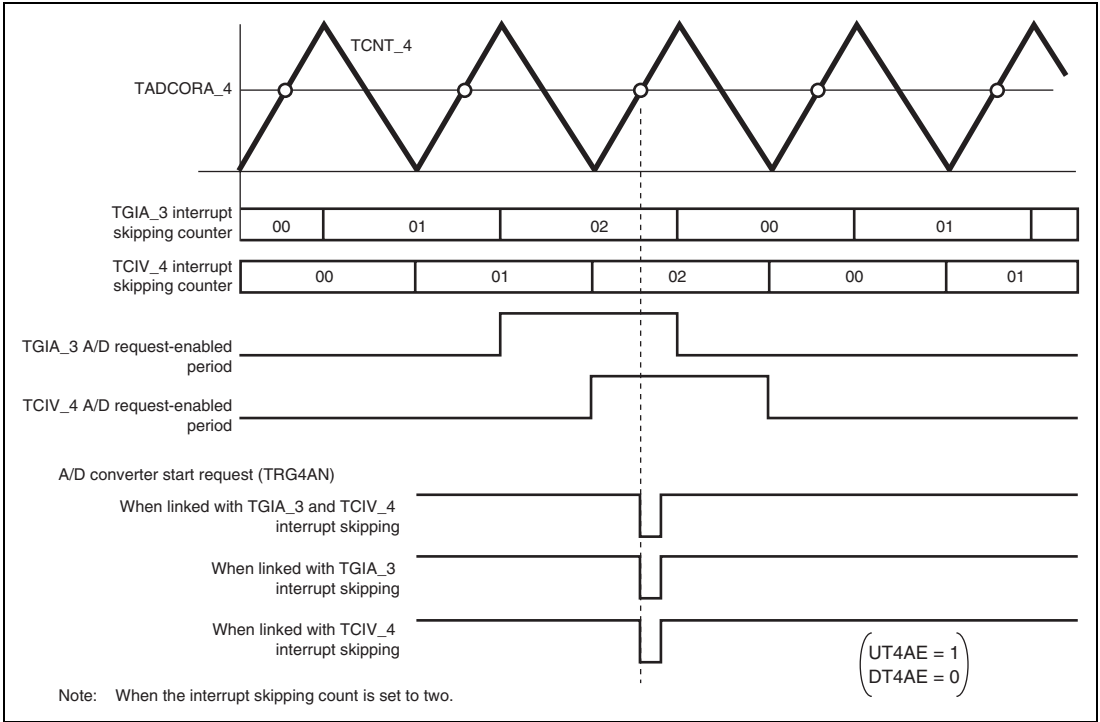 TCNT_4
TADCORA_4
TGIA_3 interrupt
skipping counter
00 01 02 00 01
TCIV_4 interrupt
skipping counter
00 01 02 00 01
TGIA_3 A/D request-enabled
period
TCIV_4 A/D request-enabled
period
A/D converter start request (TRG4AN)
When linked with TGIA_3 and TCIV_4
interrupt skipping
When linked with TGIA_3
interrupt skipping
When linked with TCIV_4
interrupt skipping
UT4AE = 1
DT4AE = 0
Note: When the interrupt skipping count is set to two.